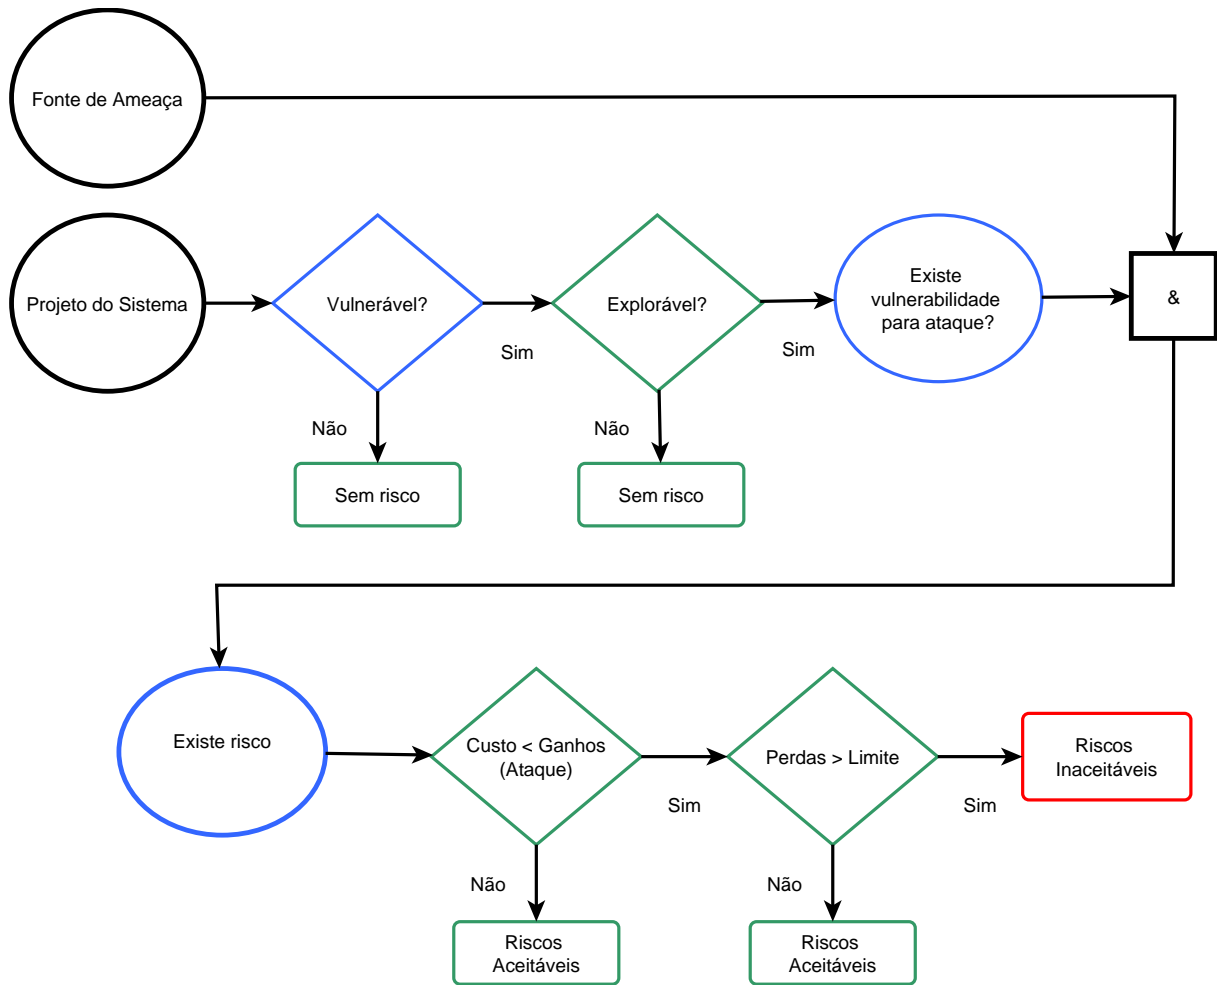 Fonte de Ameaça
Projeto do Sistema
Vulnerável?
Sim
Explorável?
Sim
Existe
vulnerabilidade
para ataque?
&
Não
Não
Sem risco
Sem risco
Existe risco
Custo < Ganhos
(Ataque)
Sim
Perdas > Limite
Sim
Riscos
Inaceitáveis
Não
Não
Riscos
Aceitáveis
Riscos
Aceitáveis